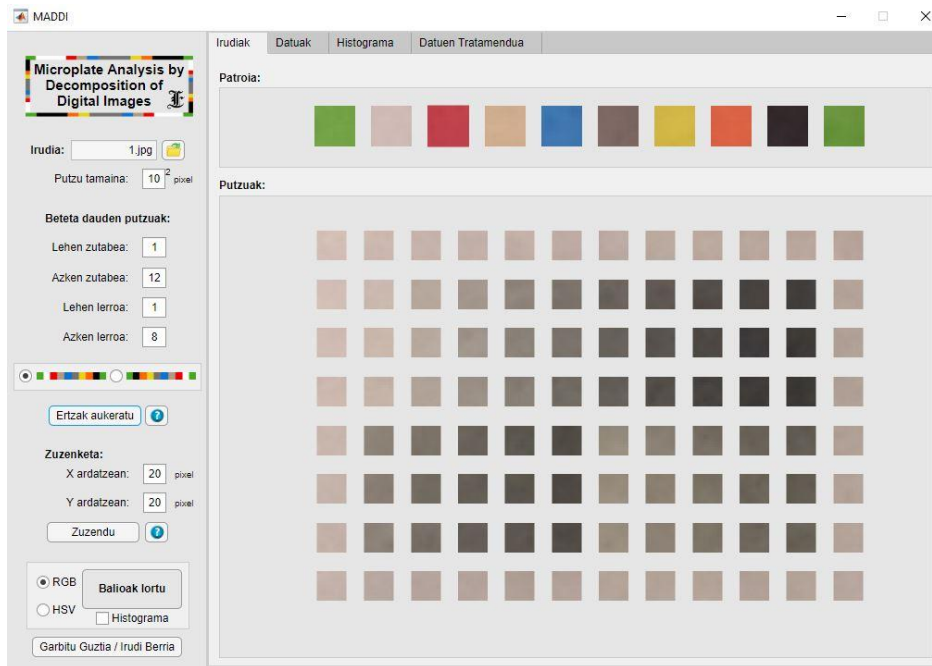 MADDI
Microplate Analysis by
Decomposition of
Digital Images
Irudia: 1.jpg
Putzu tamaina: 10 2 pixel
Beteta dauden putzuak:
Lehen zutabea: 1
Azken zutabea: 12
Lehen lerroa: 1
Azken lerroa: 8
Ertzak aukeratu ?
Zuzenketa:
X ardatzean: 20 pixel
Y ardatzean: 20 pixel
Zuzendu ?
RGB
HSV
Balioak lortu
Histograma
Garbitu Guztia / Irudi Berria
Irudiak Datuak Histograma Datuen Tratamendua
Patroia:
Putzuak: